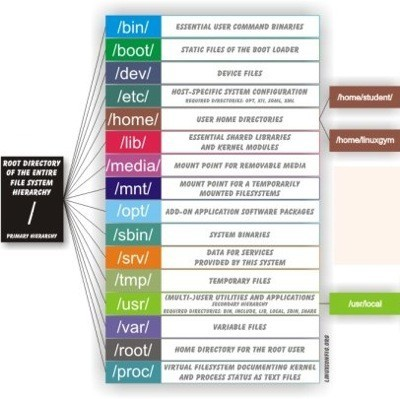 ROOT DIRECTORY
OF THE ENTIRE
FILE SYSTEM
HIERARCHY
/
PRIMARY HIERARCHY
/bin/
ESSENTIAL USER COMMAND BINARIES
/boot/
STATIC FILES OF THE BOOT LOADER
/dev/
DEVICE FILES
/etc/
HOST-SPECIFIC SYSTEM CONFIGURATION
REQUIRED DIRECTORIES: OPT, X11, SGML, XML
/home/
USER HOME DIRECTORIES
/home/student/
/home/linuxgym
/lib/
ESSENTIAL SHARED LIBRARIES
AND KERNEL MODULES
/media/
MOUNT POINT FOR REMOVABLE MEDIA
/mnt/
MOUNT POINT FOR A TEMPORARILY
MOUNTED FILESYSTEMS
/opt/
ADD-ON APPLICATION SOFTWARE PACKAGES
/sbin/
SYSTEM BINARIES
/srv/
DATA FOR SERVICES
PROVIDED BY THIS SYSTEM
/tmp/
TEMPORARY FILES
/usr/
(MULTI-)USER UTILITIES AND APPLICATIONS
SECONDARY HIERARCHY
REQUIRED DIRECTORIES: BIN, INCLUDE, LIB, LOCAL, SBIN, SHARE
/usr/local
/var/
VARIABLE FILES
/root/
HOME DIRECTORY FOR THE ROOT USER
/proc/
VIRTUAL FILESYSTEM DOCUMENTING KERNEL
AND PROCESS STATUS AS TEXT FILES
LINUXCONFIG.ORG